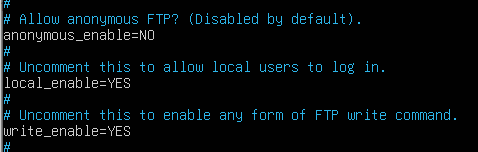 #
# Allow anonymous FTP? (Disabled by default).
anonymous_enable=NO
#
# Uncomment this to allow local users to log in.
local_enable=YES
#
# Uncomment this to enable any form of FTP write command.
write_enable=YES
#